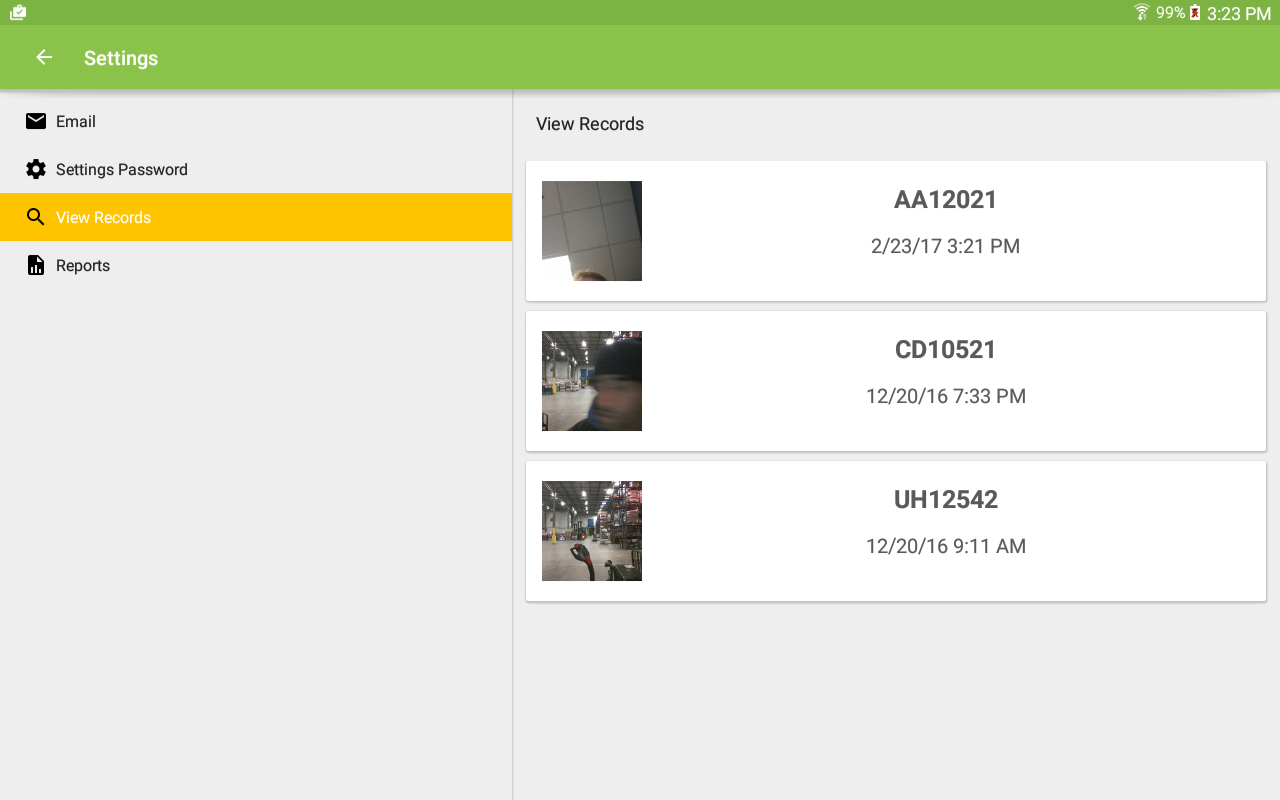 99% 3:23 PM
Settings
Email
Settings Password
View Records
Reports
View Records
AA12021
2/23/17 3:21 PM
CD10521
12/20/16 7:33 PM
UH12542
12/20/16 9:11 AM